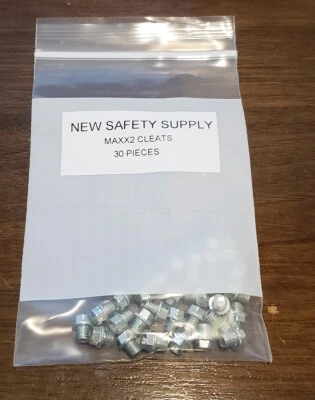 NEW SAFETY SUPPLY
MAXX2 CLEATS
30 PIECES